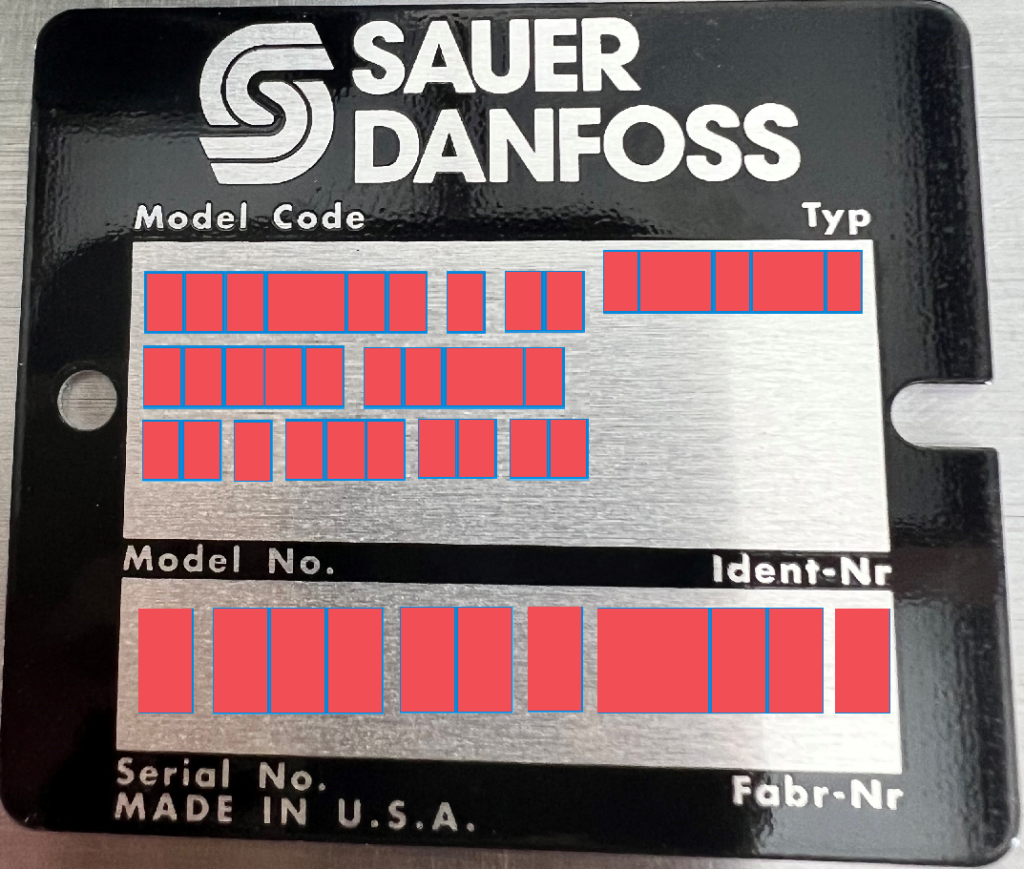 SAUER
DANFOSS
Model Code Typ
Model No. Ident-Nr
Serial No. Fabr-Nr
MADE IN U.S.A.